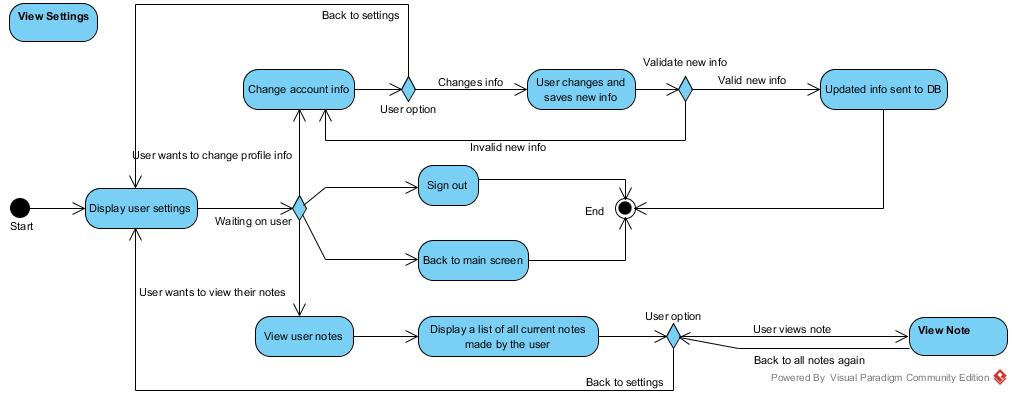 View Settings
Back to settings
Validate new info
Change account info
Changes info
User changes and
saves new info
Valid new info
Updated info sent to DB
User option
Invalid new info
User wants to change profile info
Sign out
Display user settings
Waiting on user
End
Start
Back to main screen
User wants to view their notes
User option
View user notes
Display a list of all current notes
made by the user
User views note
View Note
Back to all notes again
Back to settings
Powered By Visual Paradigm Community Edition